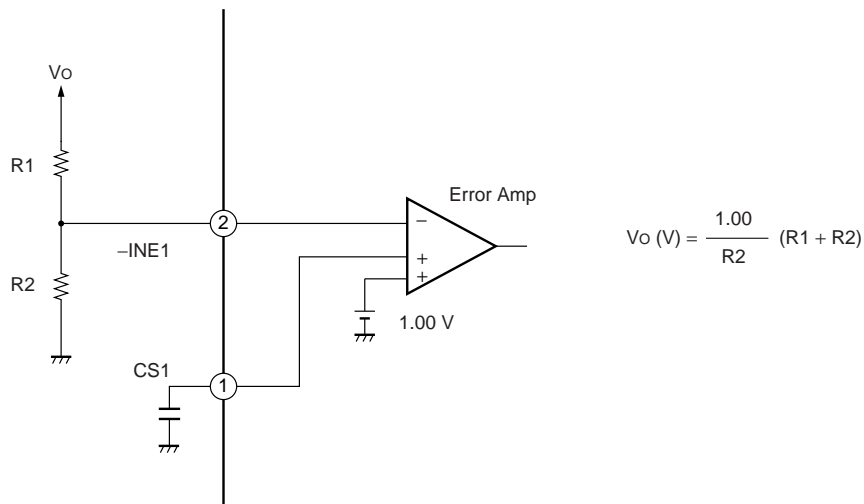 Vo
R1
Error Amp
2
−
Vo (V) = 1.00 / R2 (R1 + R2)
−INE1
+
R2
+
1.00 V
CS1
1